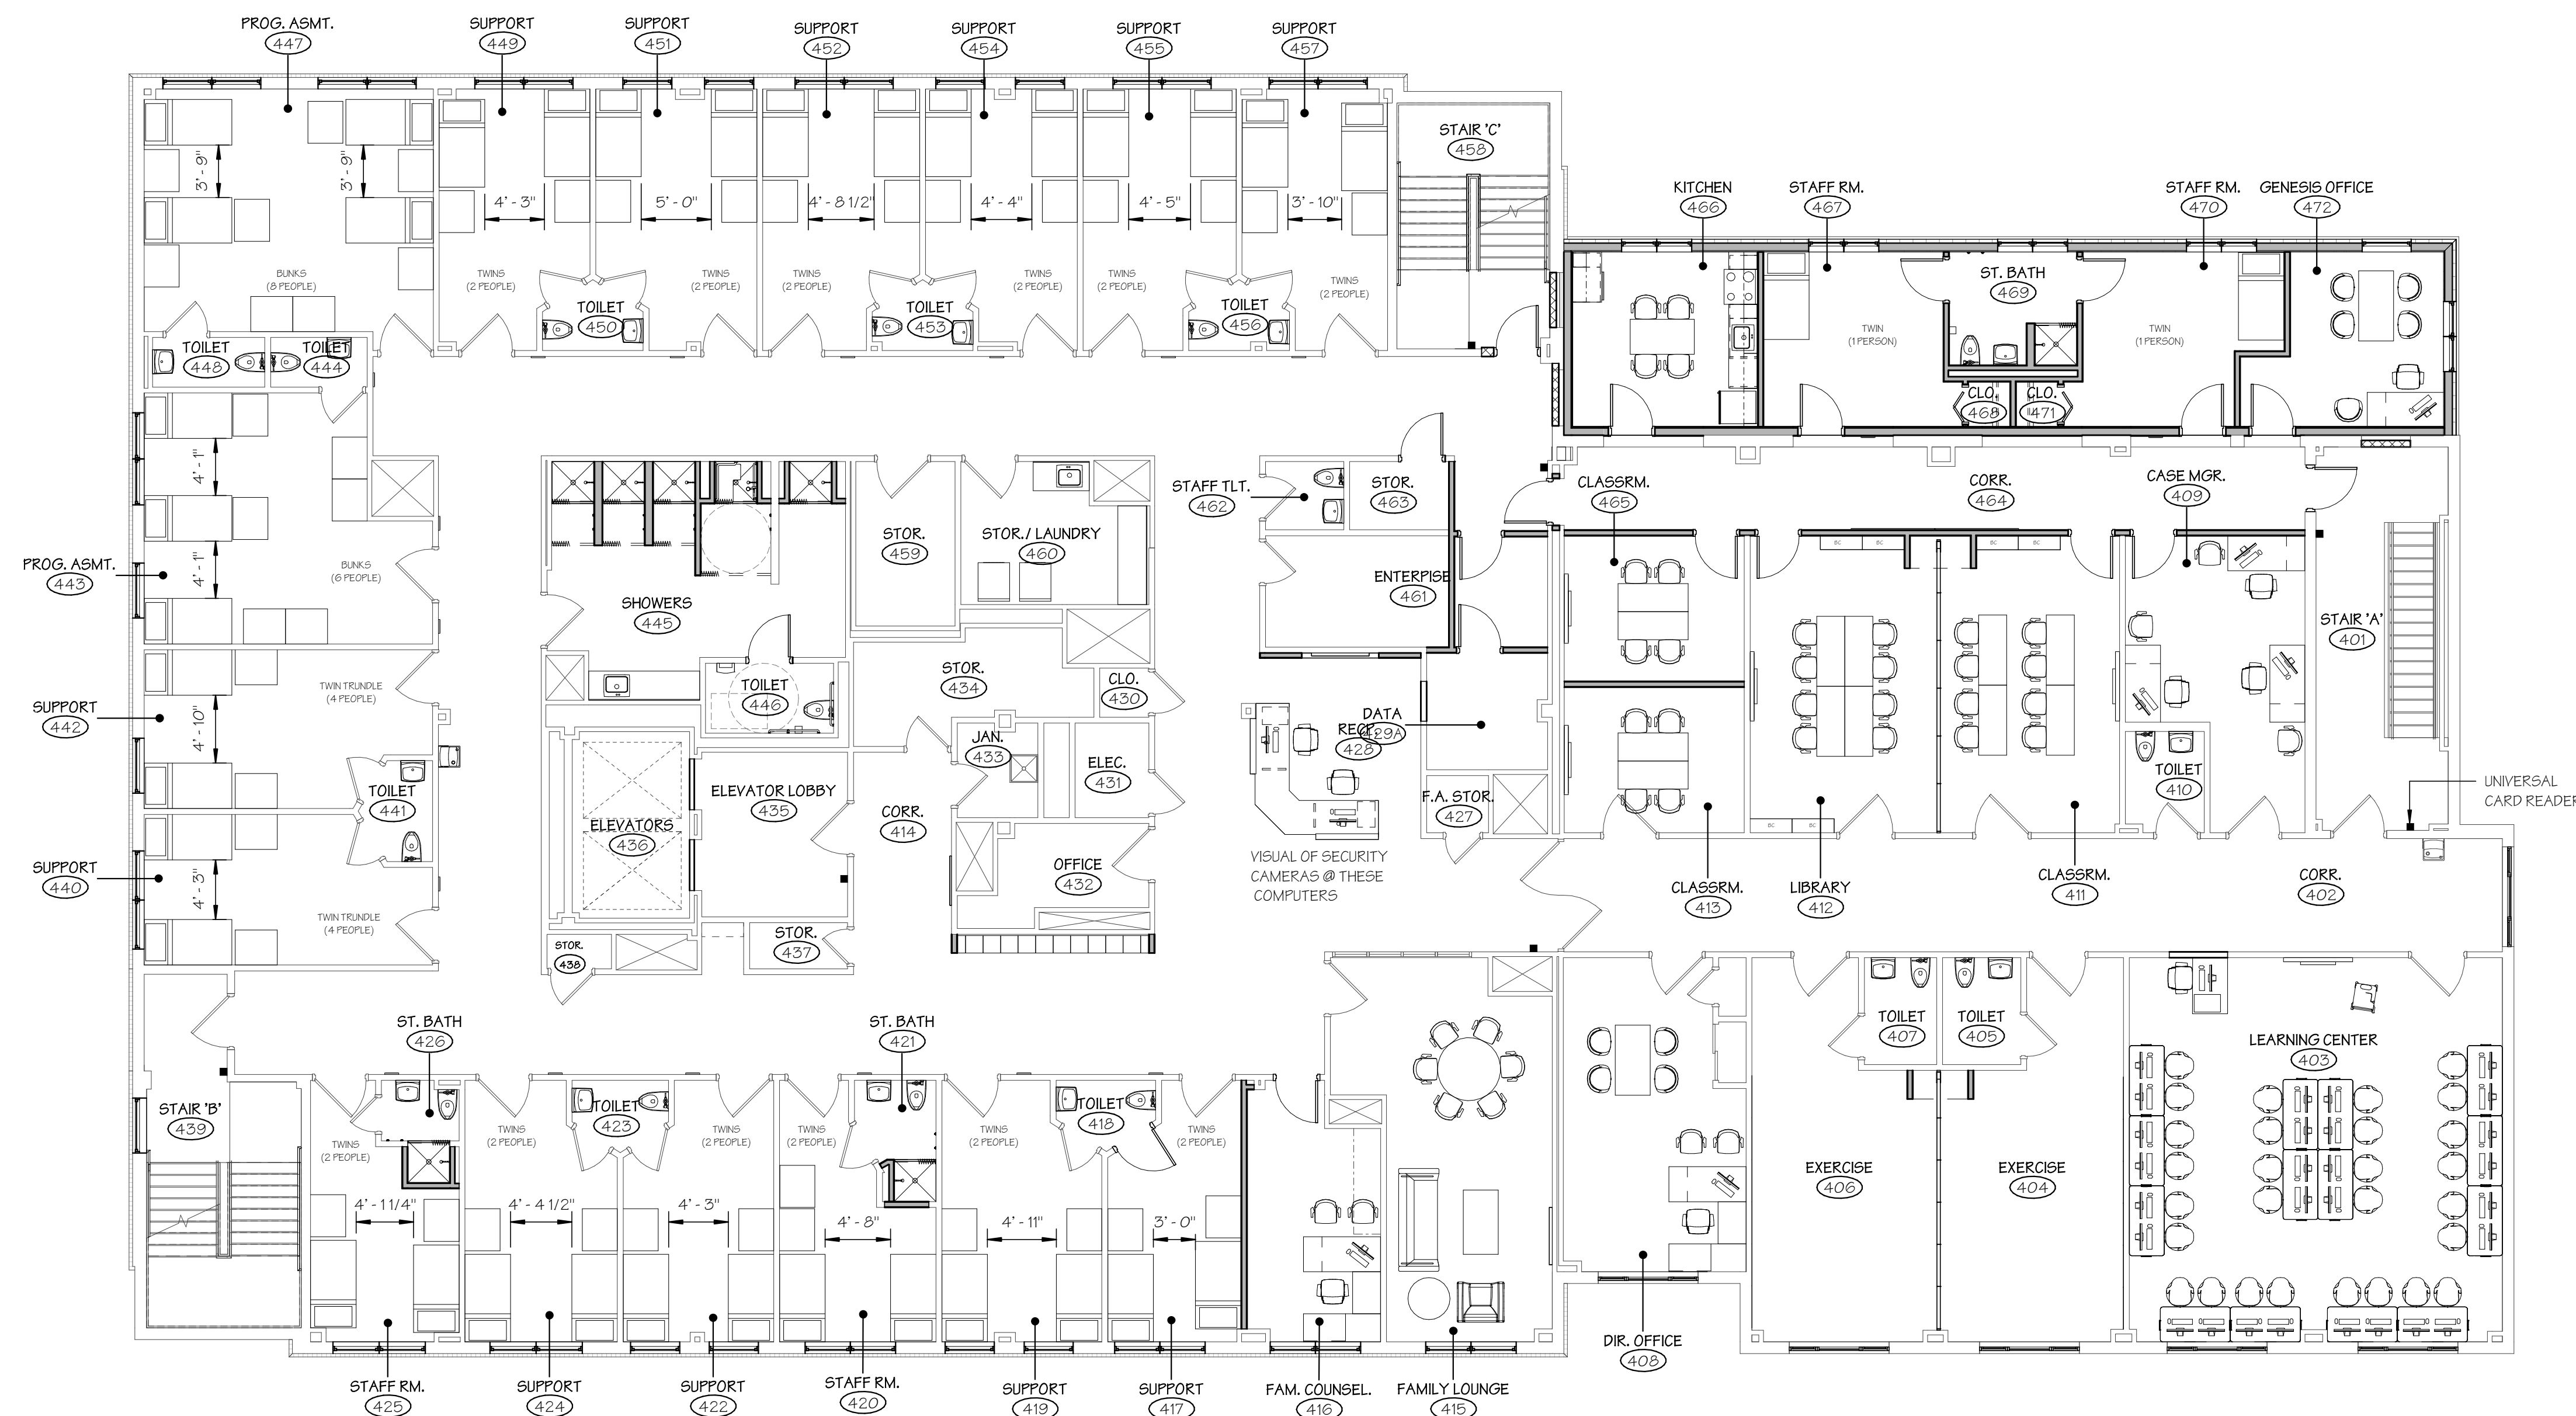 PROG. ASMT.
447
SUPPORT
449
SUPPORT
451
SUPPORT
452
SUPPORT
454
SUPPORT
455
SUPPORT
457
STAIR 'C'
458
3' - 9"
3' - 9"
4' - 3"
5' - 0"
4' - 8 1/2"
4' - 4"
4' - 5"
3' - 10"
KITCHEN
466
STAFF RM.
467
STAFF RM.
470
GENESIS OFFICE
472
BUNKS
(8 PEOPLE)
TWINS
(2 PEOPLE)
TOILET
450
TWINS
(2 PEOPLE)
TWINS
(2 PEOPLE)
TOILET
453
TWINS
(2 PEOPLE)
TWINS
(2 PEOPLE)
TOILET
456
TWINS
(2 PEOPLE)
ST. BATH
469
TWIN
(1 PERSON)
TWIN
(1 PERSON)
TOILET
448
TOILET
444
CLO.
468
CLO.
471
4' - 1"
4' - 1"
BUNKS
(6 PEOPLE)
PROG. ASMT.
443
SHOWERS
445
STOR.
459
STOR./ LAUNDRY
460
STAFF TLT.
462
STOR.
463
ENTERPISE
461
CLASSRM.
465
CORR.
464
CASE MGR.
409
BC
BC
BC
BC
STAIR 'A'
401
SUPPORT
442
4' - 10"
TWIN TRUNDLE
(4 PEOPLE)
TOILET
446
STOR.
434
CLO.
430
JAN.
433
ELEC.
431
DATA
429A
RECP.
428
TOILET
441
ELEVATOR LOBBY
435
ELEVATORS
436
CORR.
414
F.A. STOR.
427
TOILET
410
UNIVERSAL
CARD READER
BC
BC
SUPPORT
440
4' - 3"
TWIN TRUNDLE
(4 PEOPLE)
OFFICE
432
VISUAL OF SECURITY
CAMERAS @ THESE
COMPUTERS
CLASSRM.
413
LIBRARY
412
CLASSRM.
411
CORR.
402
STOR.
438
STOR.
437
ST. BATH
426
ST. BATH
421
TOILET
407
TOILET
405
LEARNING CENTER
403
STAIR 'B'
439
TWINS
(2 PEOPLE)
TWINS
(2 PEOPLE)
TOILET
423
TWINS
(2 PEOPLE)
TWINS
(2 PEOPLE)
TWINS
(2 PEOPLE)
TOILET
418
TWINS
(2 PEOPLE)
EXERCISE
406
EXERCISE
404
4' - 1 1/4"
4' - 4 1/2"
4' - 3"
4' - 8"
4' - 11"
3' - 0"
DIR. OFFICE
408
STAFF RM.
425
SUPPORT
424
SUPPORT
422
STAFF RM.
420
SUPPORT
419
SUPPORT
417
FAM. COUNSEL.
416
FAMILY LOUNGE
415